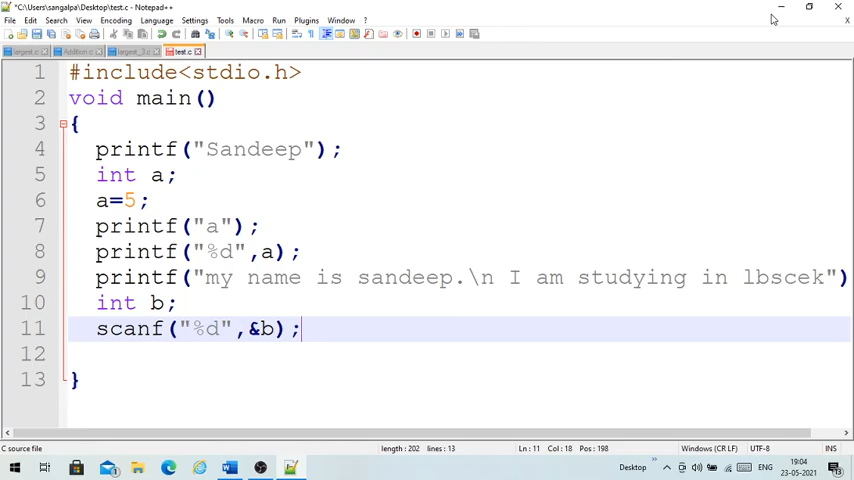 *C:\Users\sangalpa\Desktop\test.c - Notepad++
File Edit Search View Encoding Language Settings Tools Macro Run Plugins Window ? X
largest.c Addition.c largest_3.c test.c
1 #include<stdio.h>
2 void main()
3 {
4 printf("Sandeep");
5 int a;
6 a=5;
7 printf("a");
8 printf("%d",a);
9 printf("my name is sandeep.\n I am studying in lbscek")
10 int b;
11 scanf("%d",&b);
12
13 }
C source file length : 202 lines : 13 Ln : 11 Col : 18 Pos : 198 Windows (CR LF) UTF-8 INS
Desktop ENG 19:04
23-05-2021